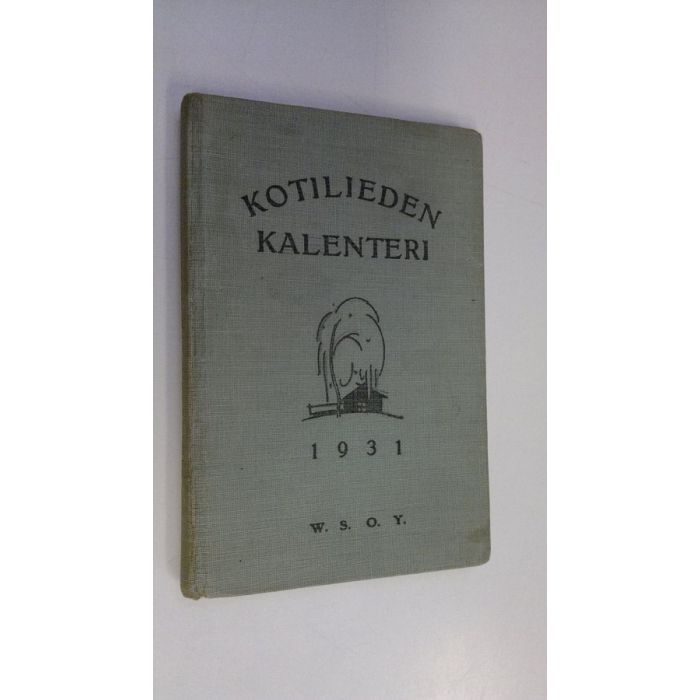 KOTILIEDEN
KALENTERI
1931
W. S. O. Y.